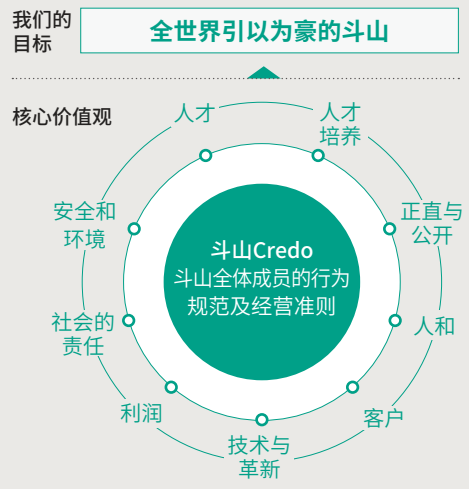 我们的
目标
全世界引以为豪的斗山
核心价值观
人才
人才
培养
正直与
公开
人和
客户
技术与
革新
利润
社会的
责任
安全和
环境
斗山Credo
斗山全体成员的行为
规范及经营准则